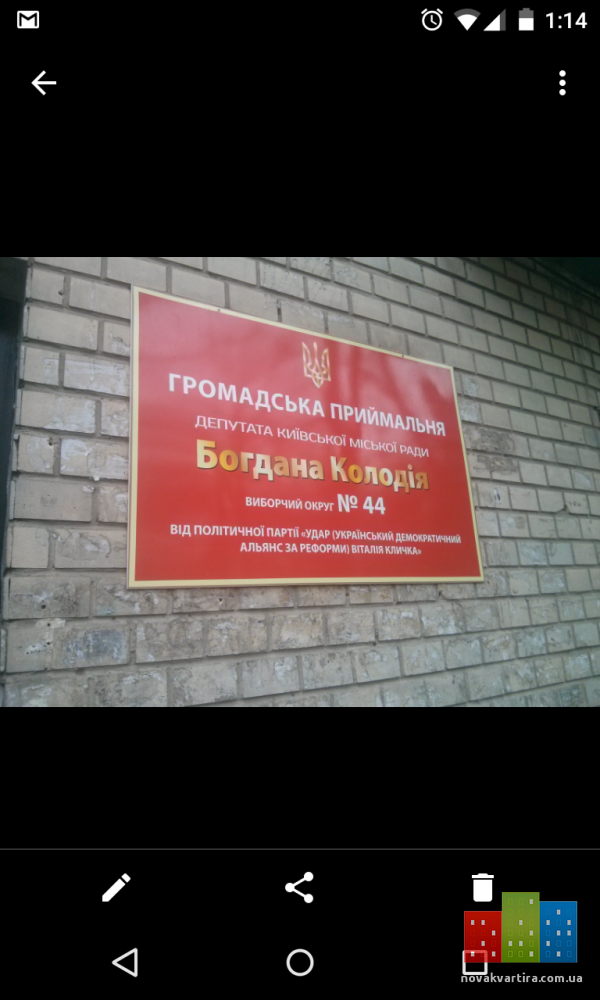 1:14
ГРОМАДСЬКА ПРИЙМАЛЬНЯ
ДЕПУТАТА КИЇВСЬКОЇ МІСЬКОЇ РАДИ
Богдана Колодія
ВИБОРЧИЙ ОКРУГ № 44
ВІД ПОЛІТИЧНОЇ ПАРТІЇ «УДАР (УКРАЇНСЬКИЙ ДЕМОКРАТИЧНИЙ
АЛЬЯНС ЗА РЕФОРМИ) ВІТАЛІЯ КЛИЧКА»
novakvartira.com.ua